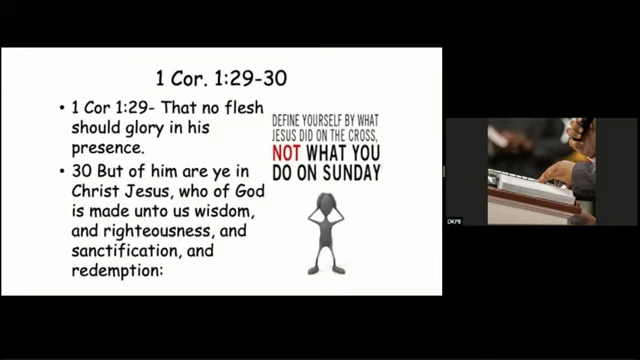 1 Cor. 1:29-30
• 1 Cor 1:29- That no flesh
should glory in his
presence.
• 30 But of him are ye in
Christ Jesus, who of God
is made unto us wisdom,
and righteousness, and
sanctification, and
redemption:
DEFINE YOURSELF BY WHAT
JESUS DID ON THE CROSS,
NOT WHAT YOU
DO ON SUNDAY